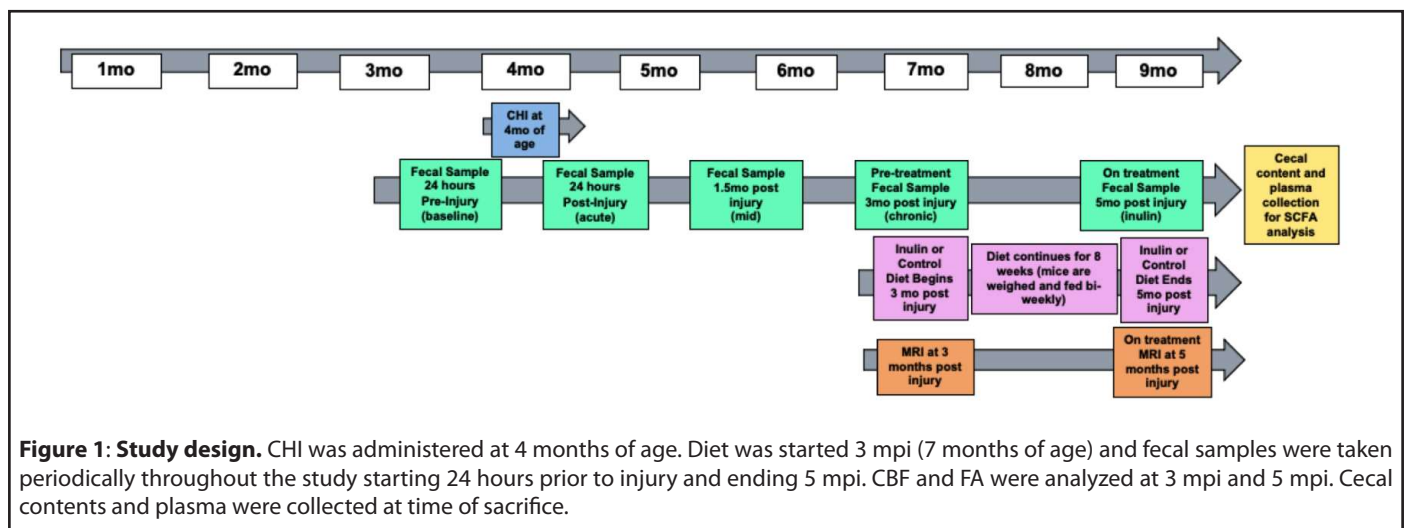 1mo
2mo
3mo
4mo
5mo
6mo
7mo
8mo
9mo
CHI at
4mo of
age
Fecal Sample
24 hours
Pre-Injury
(baseline)
Fecal Sample
24 hours
Post-Injury
(acute)
Fecal Sample
1.5mo post
injury
(mid)
Pre-treatment
Fecal Sample
3mo post injury
(chronic)
On treatment
Fecal Sample
5mo post injury
(inulin)
Cecal
content and
plasma
collection
for SCFA
analysis
Inulin or
Control
Diet Begins
3 mo post
injury
Diet continues for 8
weeks (mice are
weighed and fed bi-
weekly)
Inulin or
Control
Diet Ends
5mo post
injury
MRI at 3
months post
injury
On treatment
MRI at 5
months post
injury
Figure 1: Study design. CHI was administered at 4 months of age. Diet was started 3 mpi (7 months of age) and fecal samples were taken
periodically throughout the study starting 24 hours prior to injury and ending 5 mpi. CBF and FA were analyzed at 3 mpi and 5 mpi. Cecal
contents and plasma were collected at time of sacrifice.